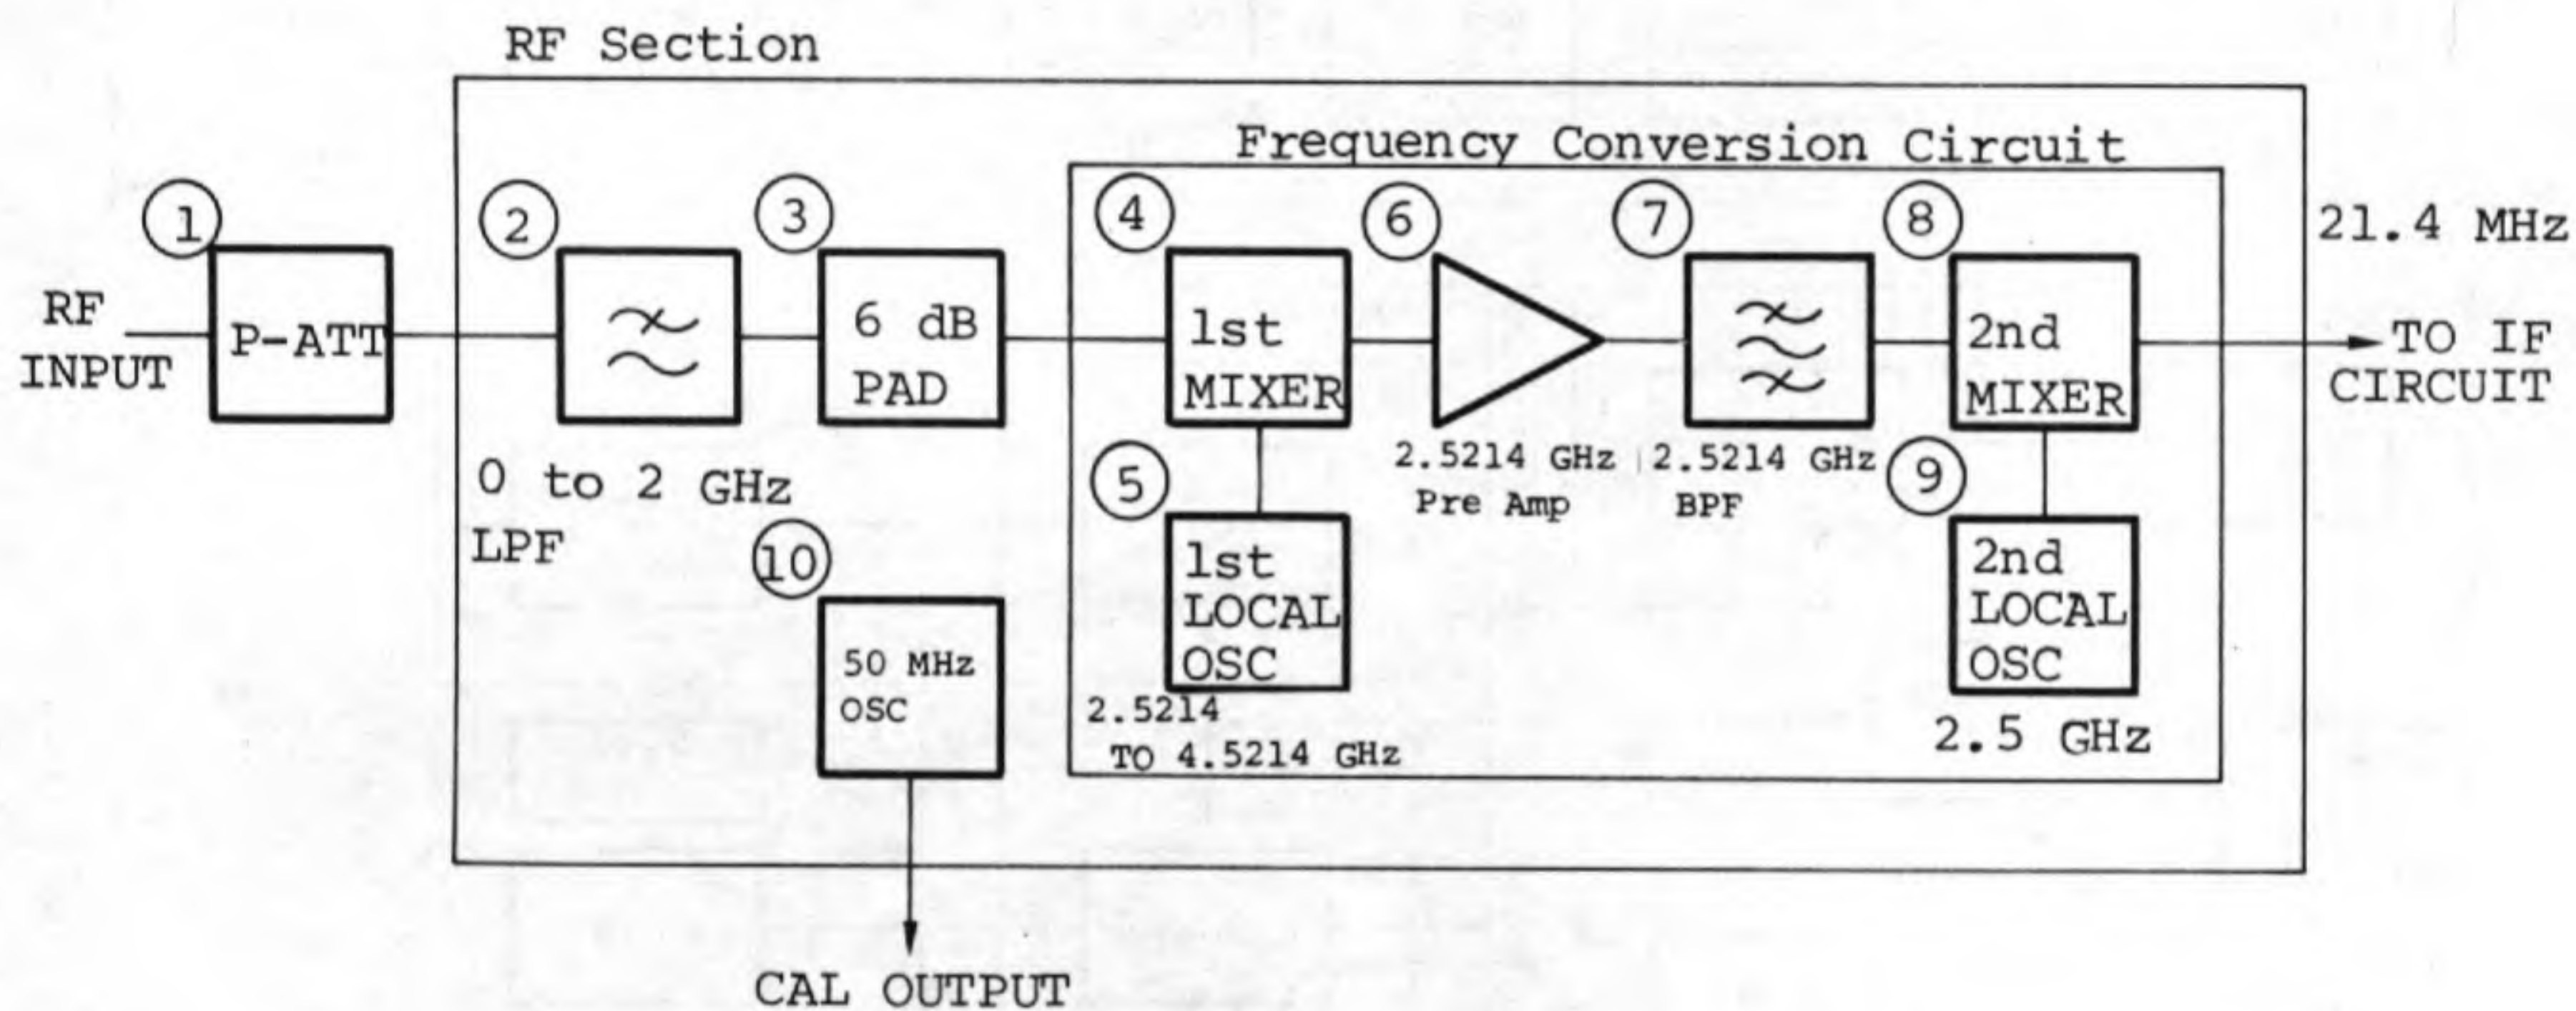 RF Section
Frequency Conversion Circuit
1
2
3
4
6
7
8
21.4 MHz
RF
INPUT
P-ATT
6 dB
PAD
1st
MIXER
2nd
MIXER
TO IF
CIRCUIT
0 to 2 GHz
LPF
2.5214 GHz
Pre Amp
2.5214 GHz
BPF
5
9
10
1st
LOCAL
OSC
2nd
LOCAL
OSC
50 MHz
OSC
2.5214
TO 4.5214 GHz
2.5 GHz
CAL OUTPUT